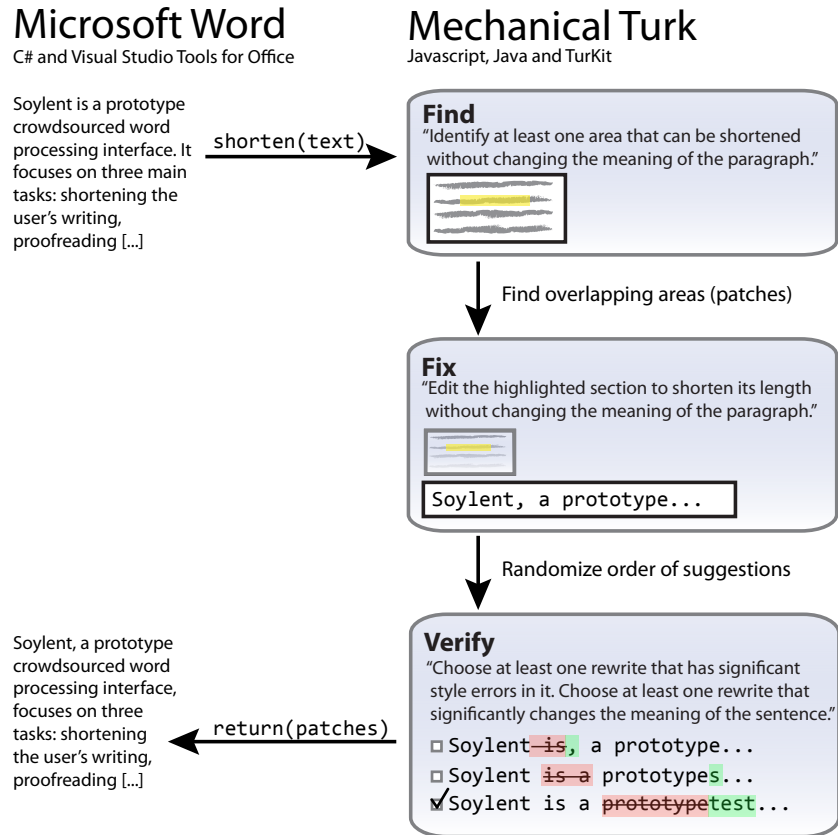 Microsoft Word
C# and Visual Studio Tools for Office
Mechanical Turk
Javascript, Java and TurKit
Soylent is a prototype
crowdsourced word
processing interface. It
focuses on three main
tasks: shortening the
user’s writing,
proofreading [...]
shorten(text)
Find
“Identify at least one area that can be shortened
without changing the meaning of the paragraph.”
Find overlapping areas (patches)
Fix
“Edit the highlighted section to shorten its length
without changing the meaning of the paragraph.”
Soylent, a prototype...
Randomize order of suggestions
Verify
“Choose at least one rewrite that has significant
style errors in it. Choose at least one rewrite that
significantly changes the meaning of the sentence.”
Soylent is, a prototype...
Soylent is a prototypes...
Soylent is a prototypetest...
return(patches)
Soylent, a prototype
crowdsourced word
processing interface,
focuses on three
tasks: shortening
the user’s writing,
proofreading [...]